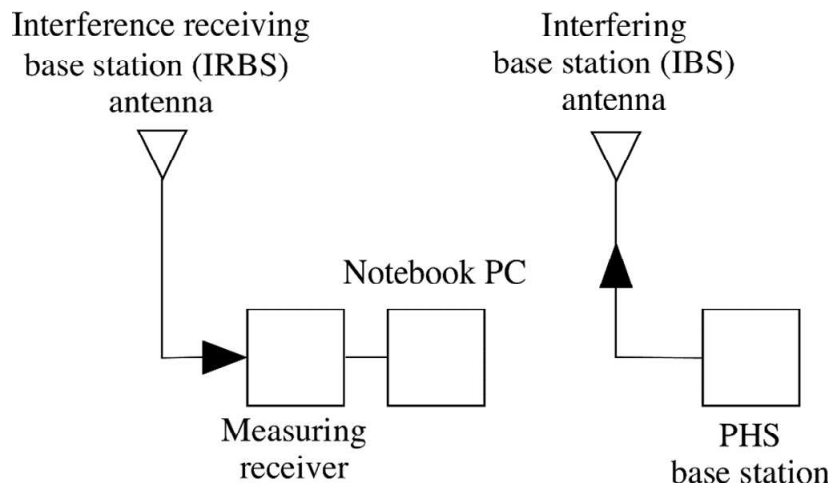 Interference receiving
base station (IRBS)
antenna
Interfering
base station (IBS)
antenna
Notebook PC
Measuring
receiver
PHS
base station